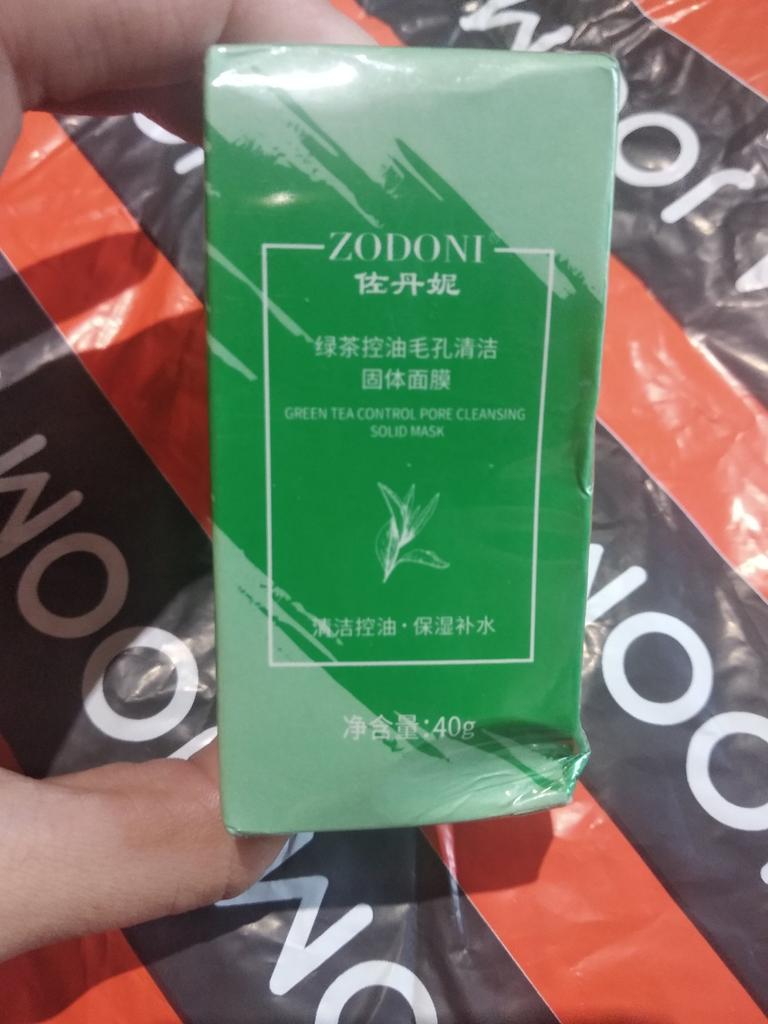 ZODONI
佐丹妮
绿茶控油毛孔清洁
固体面膜
GREEN TEA CONTROL PORE CLEANSING
SOLID MASK
清洁控油·保湿补水
净含量:40g